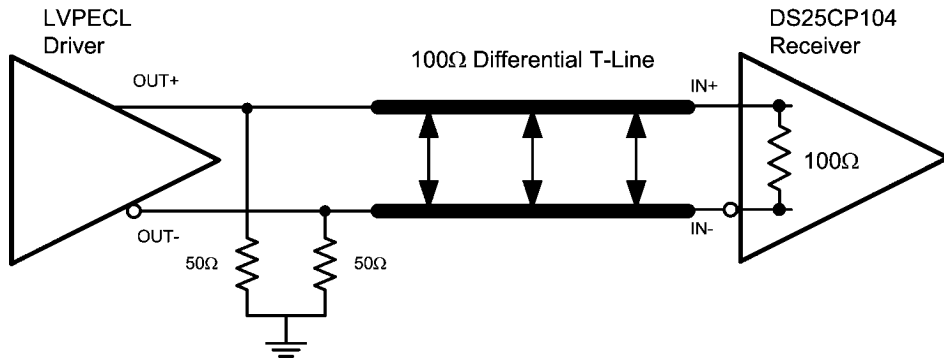 LVPECL
Driver
DS25CP104
Receiver
100Ω Differential T-Line
OUT+
IN+
100Ω
OUT-
IN-
50Ω
50Ω